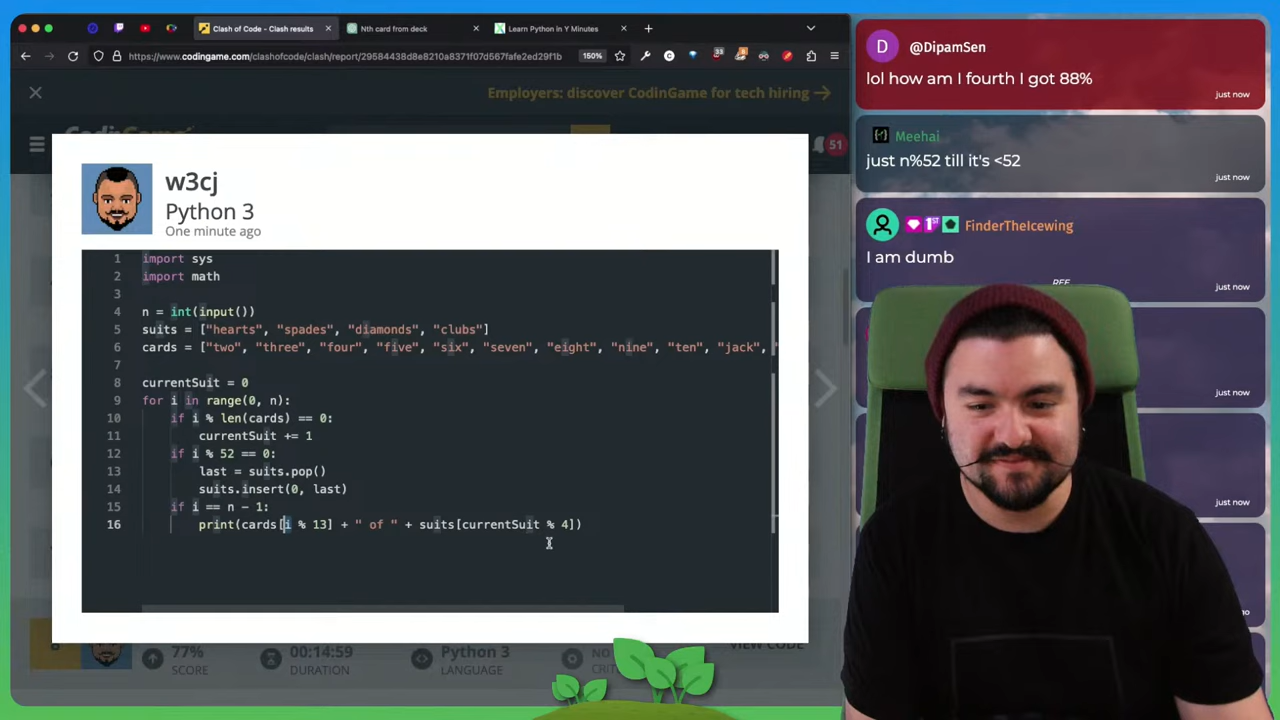 Clash of Code - Clash results
Nth card from deck
Learn Python in Y Minutes
https://www.codingame.com/clashofcode/clash/report/29584438d8e8210a8371f07d567fafe2ed29f1b
150%
33
Employers: discover CodinGame for tech hiring
51
w3cj
Python 3
One minute ago
1 import sys
2 import math
3
4 n = int(input())
5 suits = ["hearts", "spades", "diamonds", "clubs"]
6 cards = ["two", "three", "four", "five", "six", "seven", "eight", "nine", "ten", "jack",
7
8 currentSuit = 0
9 for i in range(0, n):
10 if i % len(cards) == 0:
11 currentSuit += 1
12 if i % 52 == 0:
13 last = suits.pop()
14 suits.insert(0, last)
15 if i == n - 1:
16 print(cards[i % 13] + " of " + suits[currentSuit % 4])
77%
SCORE
00:14:59
DURATION
Python 3
LANGUAGE
NO
VIEW CODE
D
@DipamSen
lol how am I fourth I got 88%
just now
Meehai
just n%52 till it's <52
just now
FinderTheIcewing
I am dumb
just now
just now
just now
just now